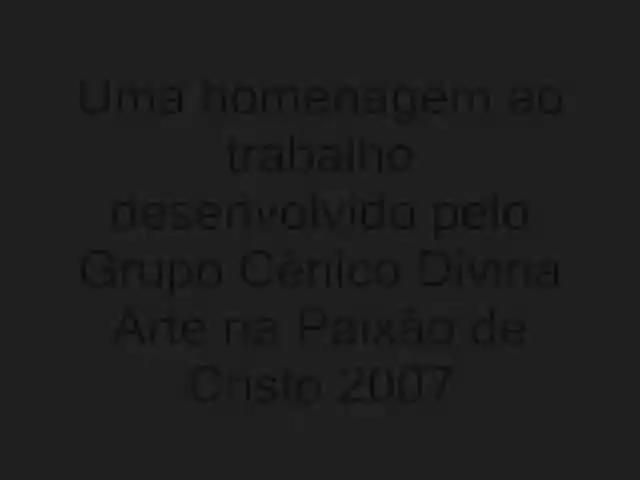 Uma homenagem ao
trabalho
desenvolvido pelo
Grupo Cênico Divina
Arte na Paixão de
Cristo 2007